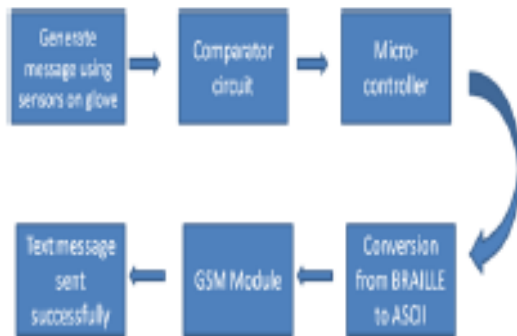 Generate
message using
sensors on glove
Comparator
circuit
Micro-
controller
Conversion
from BRAILLE
to ASCII
GSM Module
Text message
sent
successfully